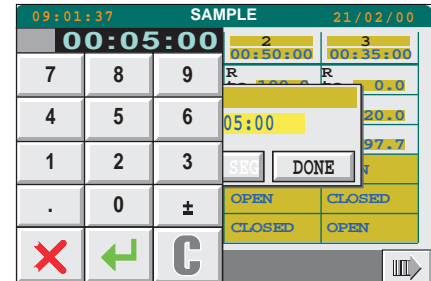 09:01:37 SAMPLE 21/02/00
00:05:00
2 3
00:50:00 00:35:00
7 8 9
R R
0.0
4 5 6
05:00 20.0
97.7
1 2 3
SEG DONE
. 0 ±
OPEN CLOSED
CLOSED OPEN
C